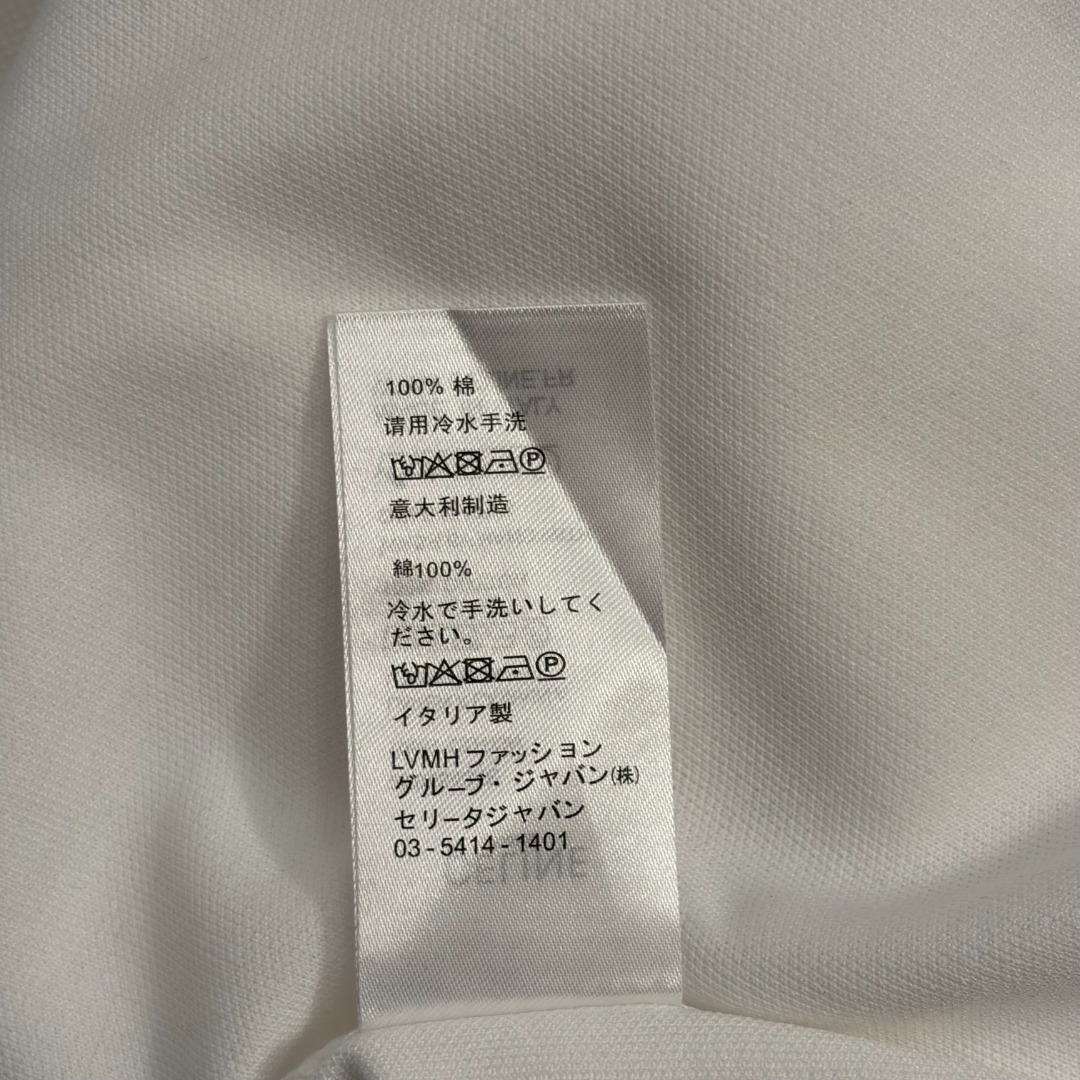 100% 棉
请用冷水手洗
P
意大利制造
綿100%
冷水で手洗いしてく
ださい。
P
イタリア製
LVMHファッション
グループ・ジャパン㈱
セリータジャパン
03-5414-1401
CELINE